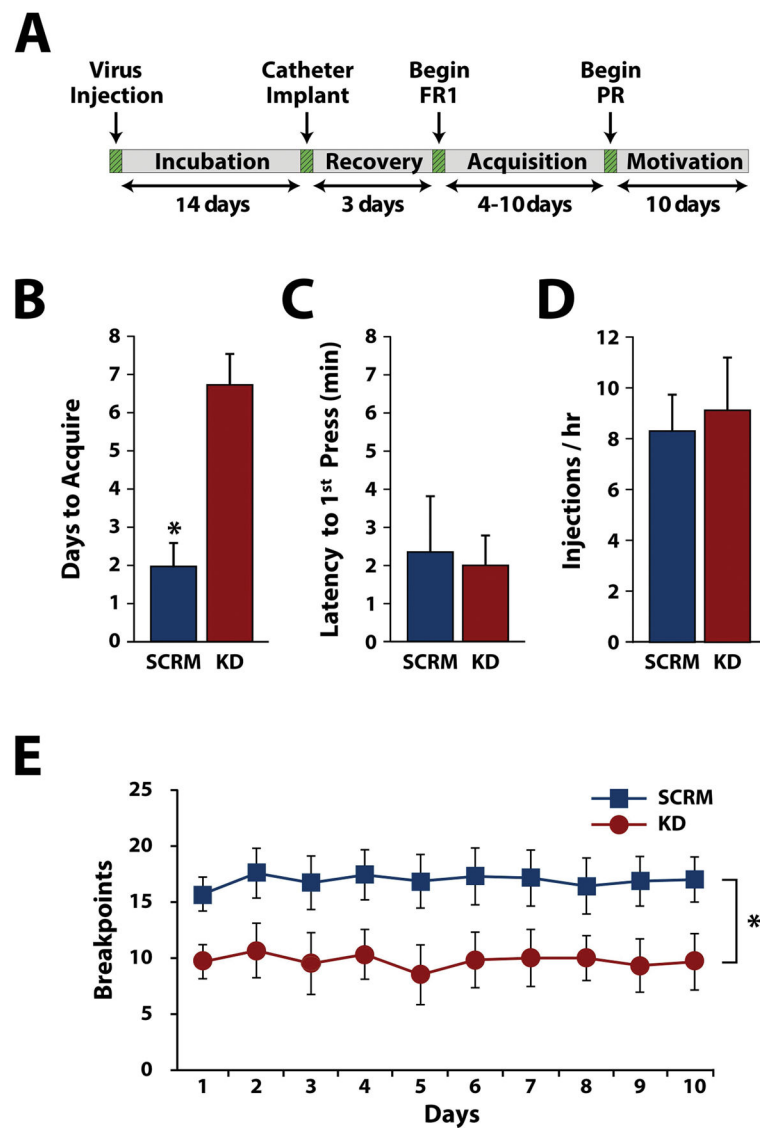 A
Virus
Injection
Catheter
Implant
Begin
FR1
Begin
PR
Incubation
Recovery
Acquisition
Motivation
14 days
3 days
4-10 days
10 days
B
Days to Acquire
8
7
6
5
4
3
2
1
0
*
SCRM
KD
C
Latency to 1st Press (min)
8
7
6
5
4
3
2
1
0
SCRM
KD
D
Injections / hr
12
10
8
6
4
2
0
SCRM
KD
E
Breakpoints
25
20
15
10
5
0
SCRM
KD
*
1 2 3 4 5 6 7 8 9 10
Days